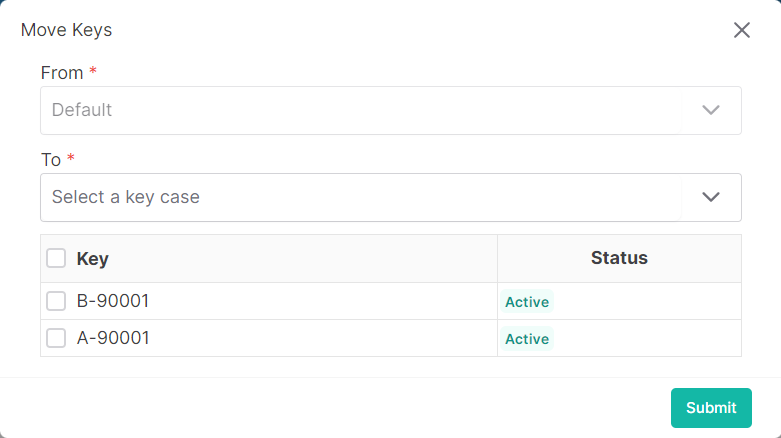 Move Keys
From *
Default
To *
Select a key case
Key Status
B-90001 Active
A-90001 Active
Submit